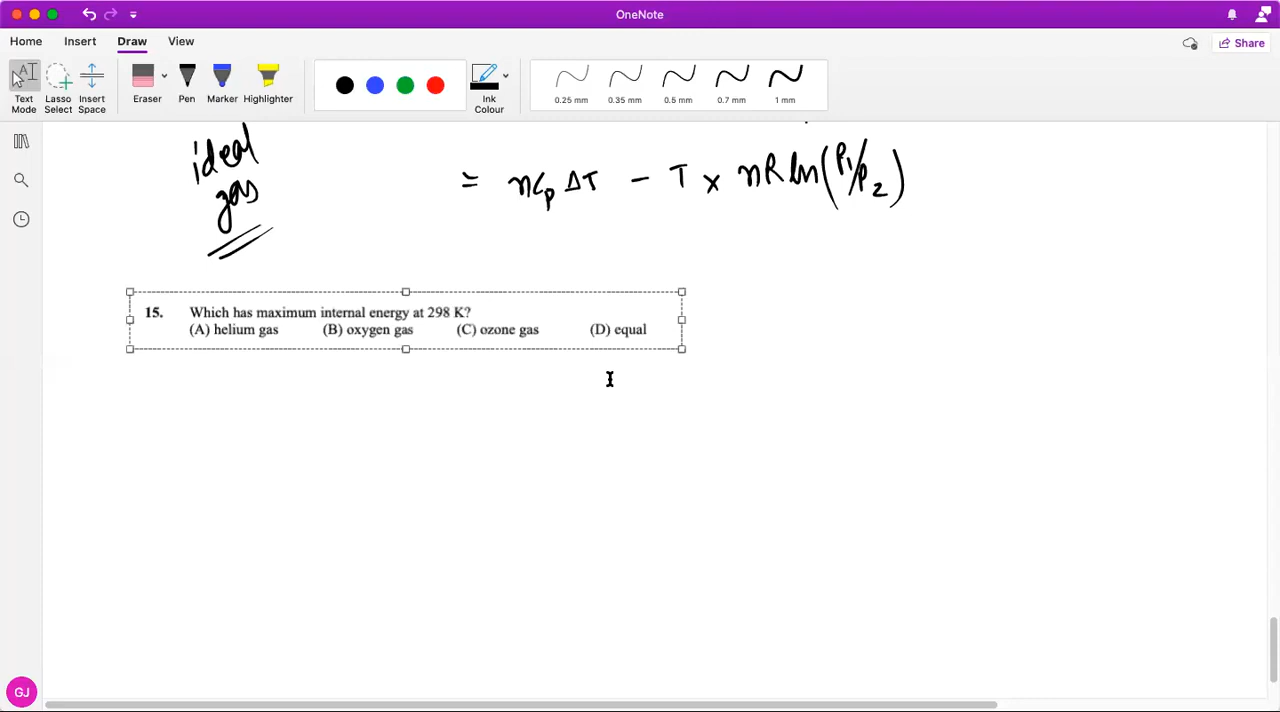 OneNote
Home Insert Draw View
Share
Text Mode
Lasso Select
Insert Space
Eraser
Pen
Marker
Highlighter
Ink Colour
0.25 mm 0.35 mm 0.5 mm 0.7 mm 1 mm
ideal gas
= nCp ΔT - T × nR ln(P1/P2)
15. Which has maximum internal energy at 298 K?
(A) helium gas (B) oxygen gas (C) ozone gas (D) equal
GJ